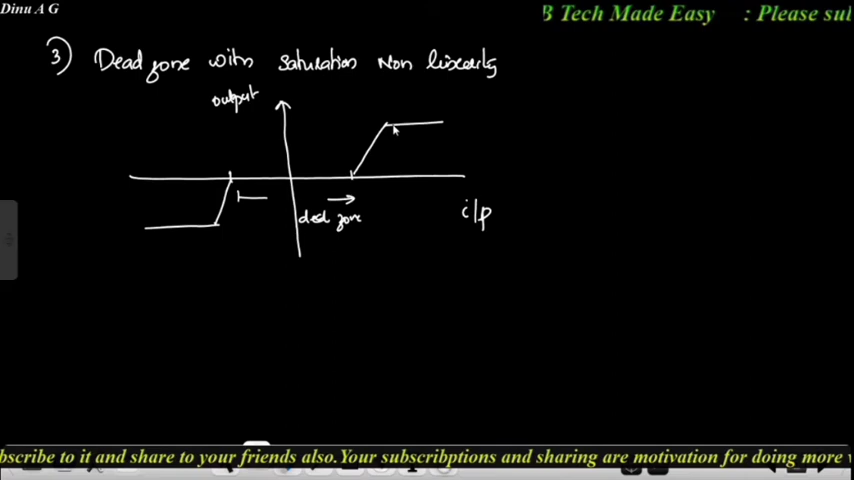 Dinu A G
B Tech Made Easy : Please sul
3) Dead zone with saturation Non linearity
output
ded zone
i/p
bscribe to it and share to your friends also.Your subscribptions and sharing are motivation for doing more v